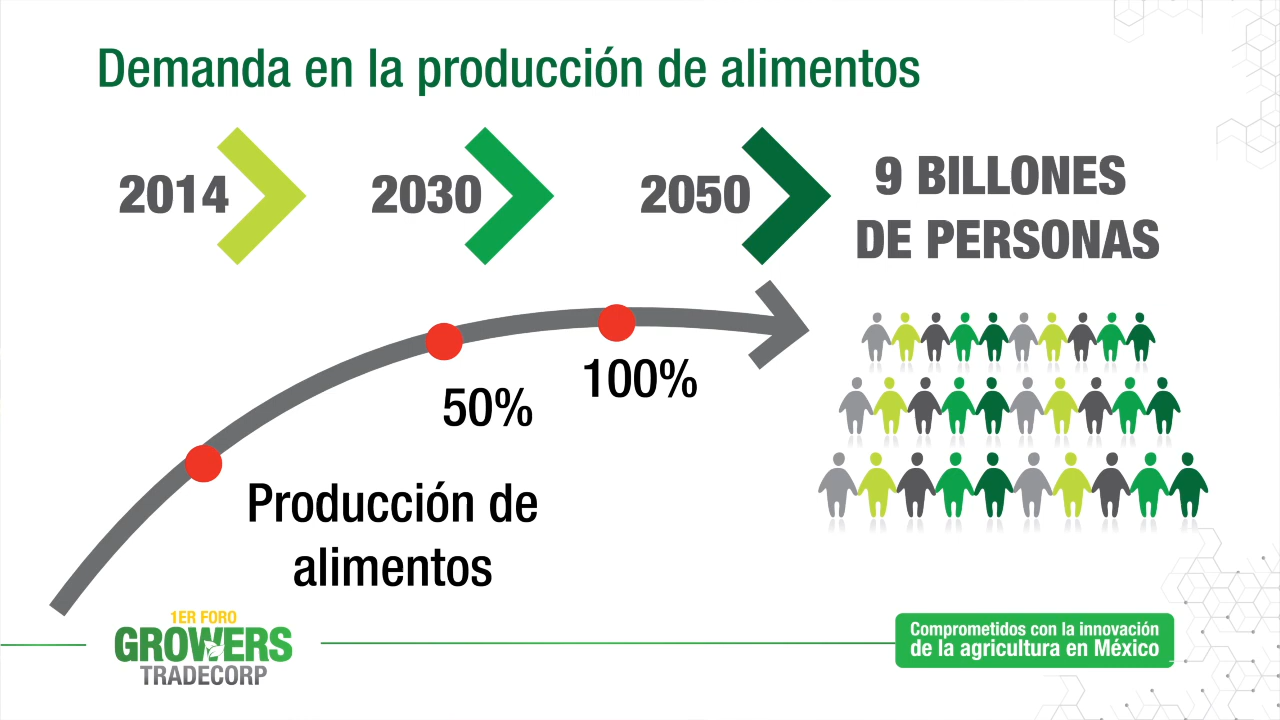 Demanda en la producción de alimentos
2014
2030
2050
9 BILLONES
DE PERSONAS
50%
100%
Producción de
alimentos
1ER FORO
GROWERS
TRADECORP
Comprometidos con la innovación
de la agricultura en México